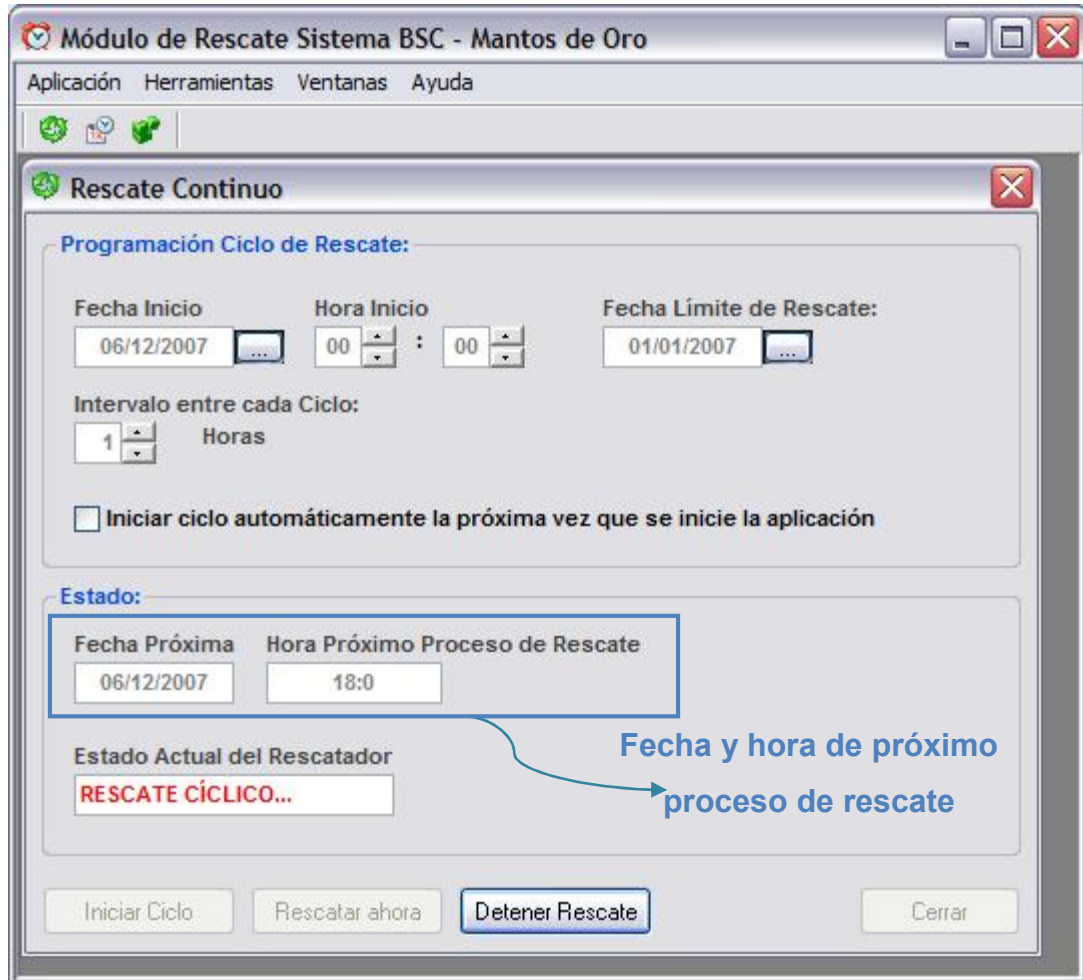 Módulo de Rescate Sistema BSC - Mantos de Oro
Aplicación Herramientas Ventanas Ayuda
Rescate Continuo
Programación Ciclo de Rescate:
Fecha Inicio Hora Inicio Fecha Límite de Rescate:
06/12/2007 ... 00 : 00 01/01/2007 ...
Intervalo entre cada Ciclo:
1 Horas
Iniciar ciclo automáticamente la próxima vez que se inicie la aplicación
Estado:
Fecha Próxima Hora Próximo Proceso de Rescate
06/12/2007 18:0
Fecha y hora de próximo
proceso de rescate
Estado Actual del Rescatador
RESCATE CÍCLICO...
Iniciar Ciclo Rescatar ahora Detener Rescate Cerrar